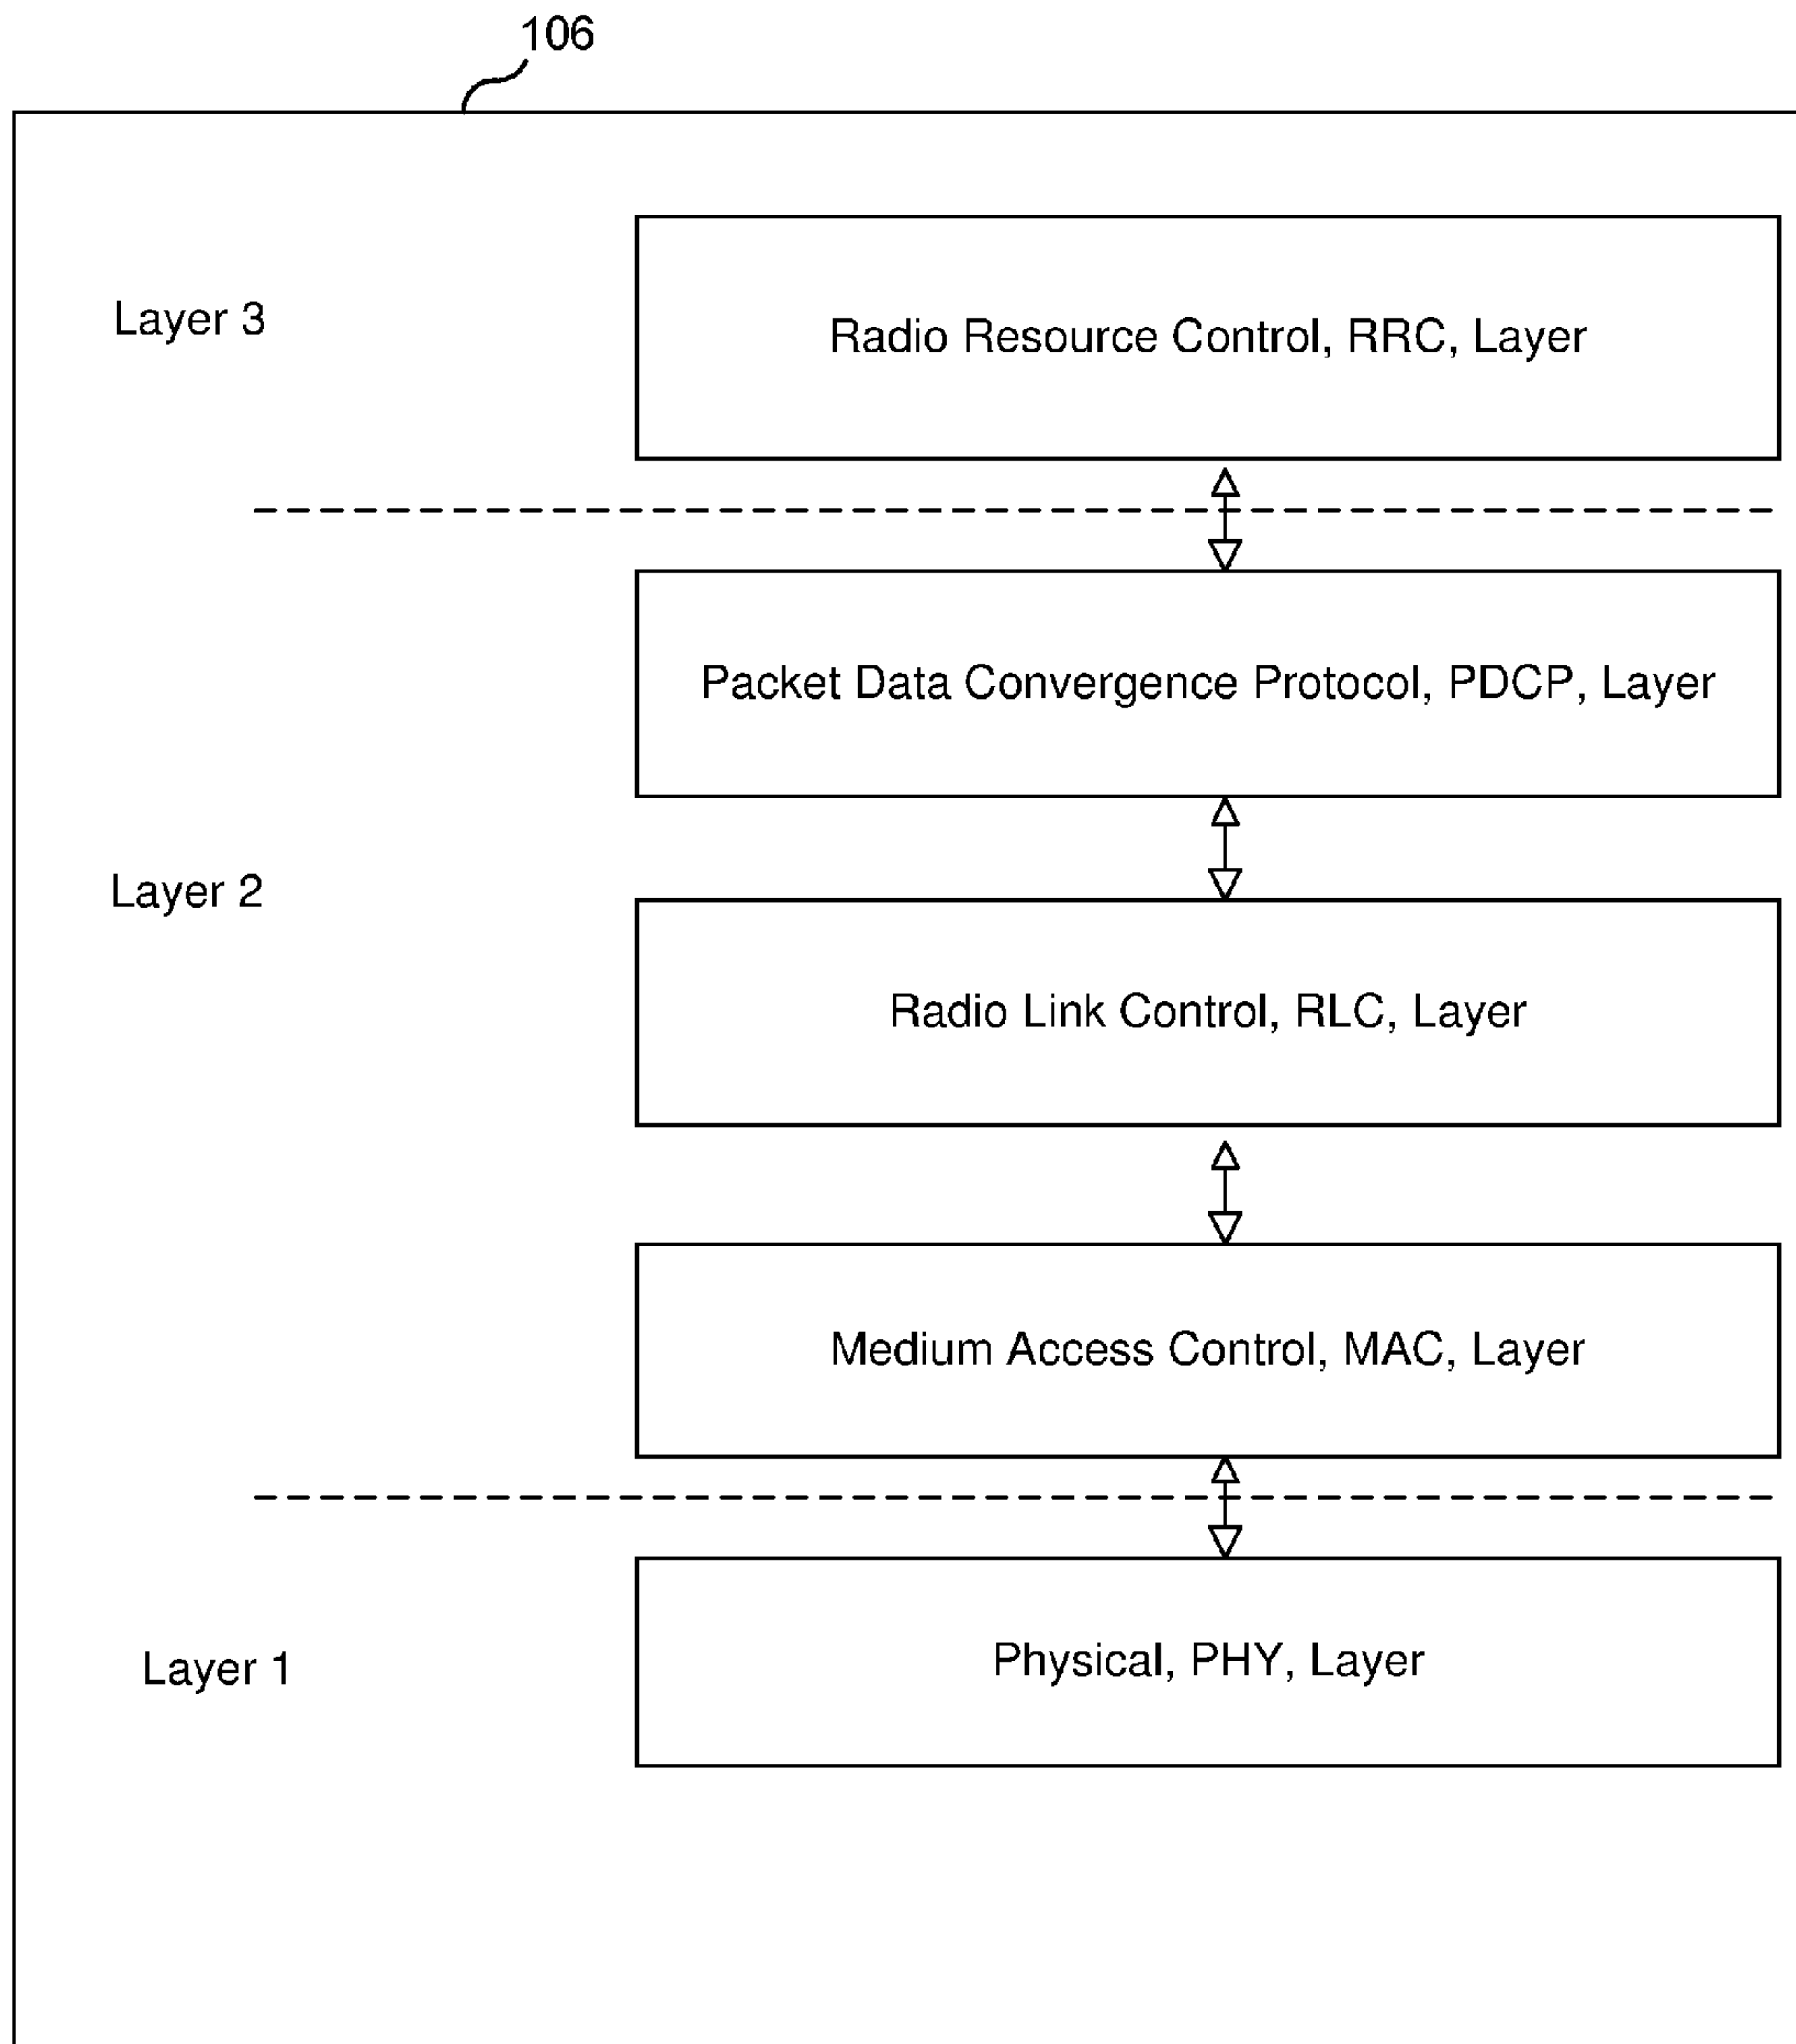 106
Layer 3
Radio Resource Control, RRC, Layer
Packet Data Convergence Protocol, PDCP, Layer
Layer 2
Radio Link Control, RLC, Layer
Medium Access Control, MAC, Layer
Layer 1
Physical, PHY, Layer